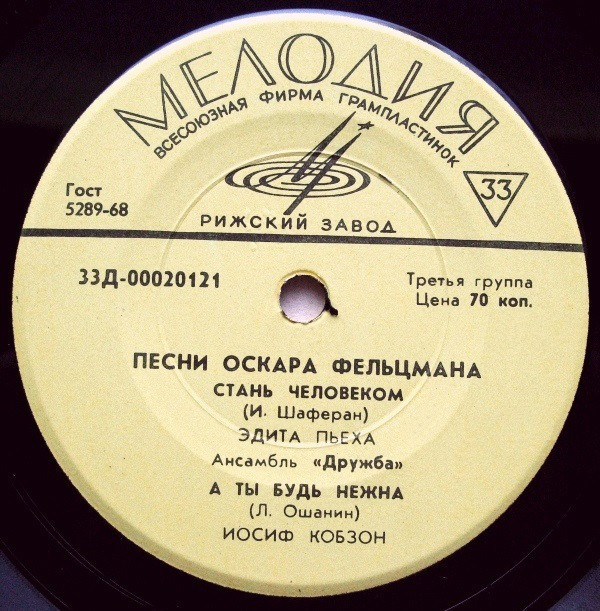 МЕЛОДИЯ
ВСЕСОЮЗНАЯ ФИРМА ГРАМПЛАСТИНОК
33
Гост
5289-68
РИЖСКИЙ ЗАВОД
33Д-00020121
Третья группа
Цена 70 коп.
ПЕСНИ ОСКАРА ФЕЛЬЦМАНА
СТАНЬ ЧЕЛОВЕКОМ
(И. Шаферан)
ЭДИТА ПЬЕХА
Ансамбль «Дружба»
А ТЫ БУДЬ НЕЖНА
(Л. Ошанин)
ИОСИФ КОБЗОН